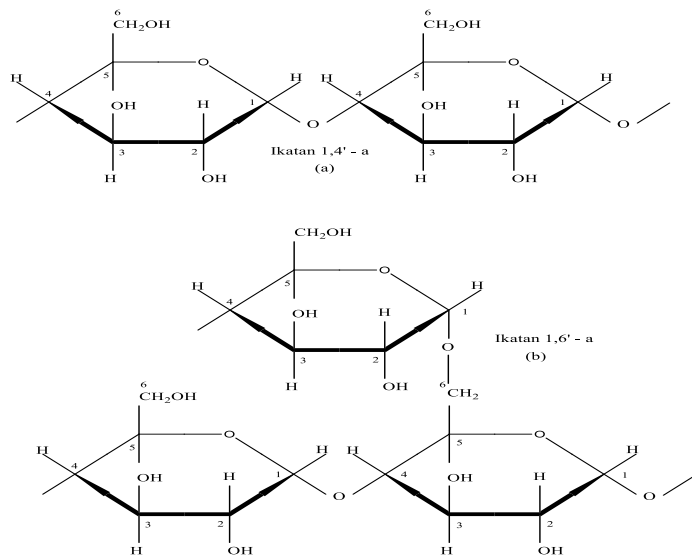 6 6
CH₂OH CH₂OH
5 O 5 O
H H H H
4 OH H 1 4 OH H 1
O O
3 2 Ikatan 1,4' - a 3 2
H OH (a) H OH
CH₂OH
5 O
H H
4 OH H 1
O Ikatan 1,6' - a
3 2 (b)
H OH
6 6
CH₂OH CH₂
5 O 5 O
H H H H
4 OH H 1 4 OH H 1
O O
3 2 3 2
H OH H OH